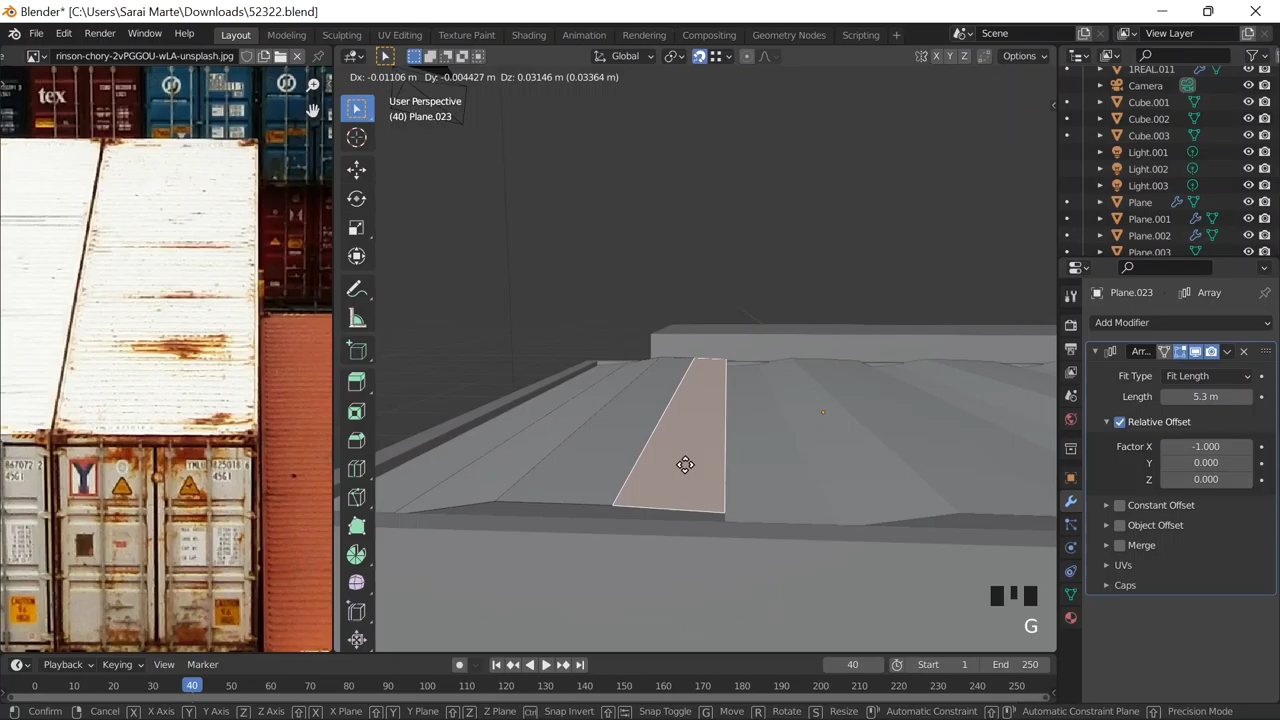 Blender* [C:\Users\Sarai Marte\Downloads\52322.blend]
File Edit Render Window Help Layout Modeling Sculpting UV Editing Texture Paint Shading Animation Rendering Compositing Geometry Nodes Scripting + Scene View Layer
rinson-chory-2vPGGOU-wLA-unsplash.jpg Global X Y Z Options
Dx: -0.01106 m Dy: -0.004427 m Dz: 0.03146 m (0.03364 m)
User Perspective
(40) Plane.023
tex
1REAL.011
Camera
Cube.001
Cube.002
Cube.003
Light.001
Light.002
Light.003
Plane
Plane.001
Plane.002
Plane.003
Plane.023 Array
Add Modifier
Arr...
Fit Type Fit Length
Length 5.3 m
Relative Offset
Factor X -1.000
Y 0.000
Z 0.000
Constant Offset
Object Offset
Merge
UVs
Caps
45G1
Y
45G1
G
Playback Keying View Marker 40 Start 1 End 250
0 10 20 30 40 50 60 70 80 90 100 110 120 130 140 150 160 170 180 190 200 210 220 230 240 250
Confirm Cancel X X Axis Y Y Axis Z Z Axis X X Plane Y Y Plane Z Z Plane Ctrl Snap Invert Snap Toggle G Move R Rotate S Resize Automatic Constraint Automatic Constraint Plane Precision Mode